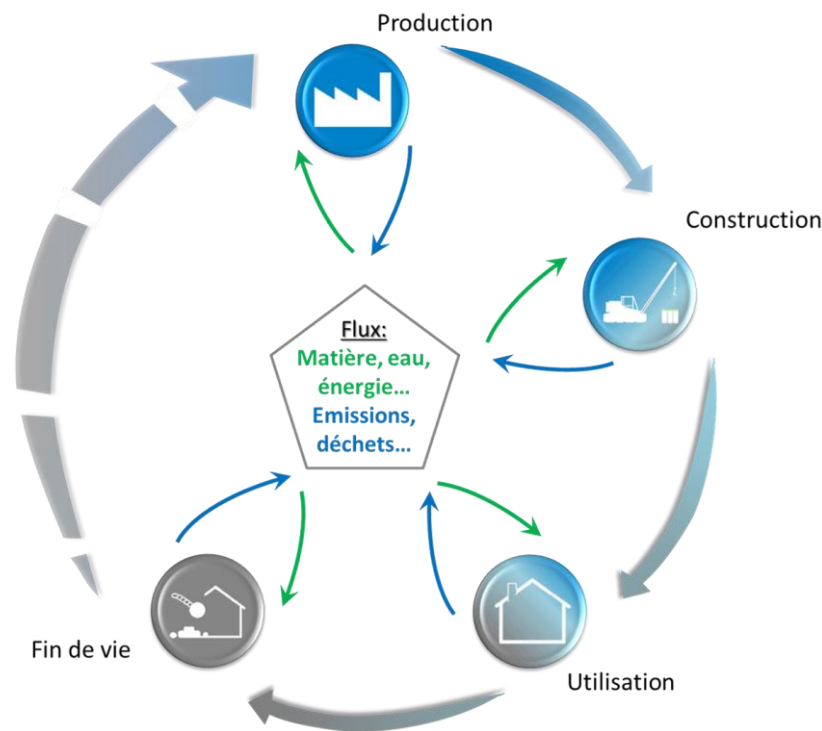 Production
Construction
Flux:
Matière, eau,
énergie...
Emissions,
déchets...
Fin de vie
Utilisation